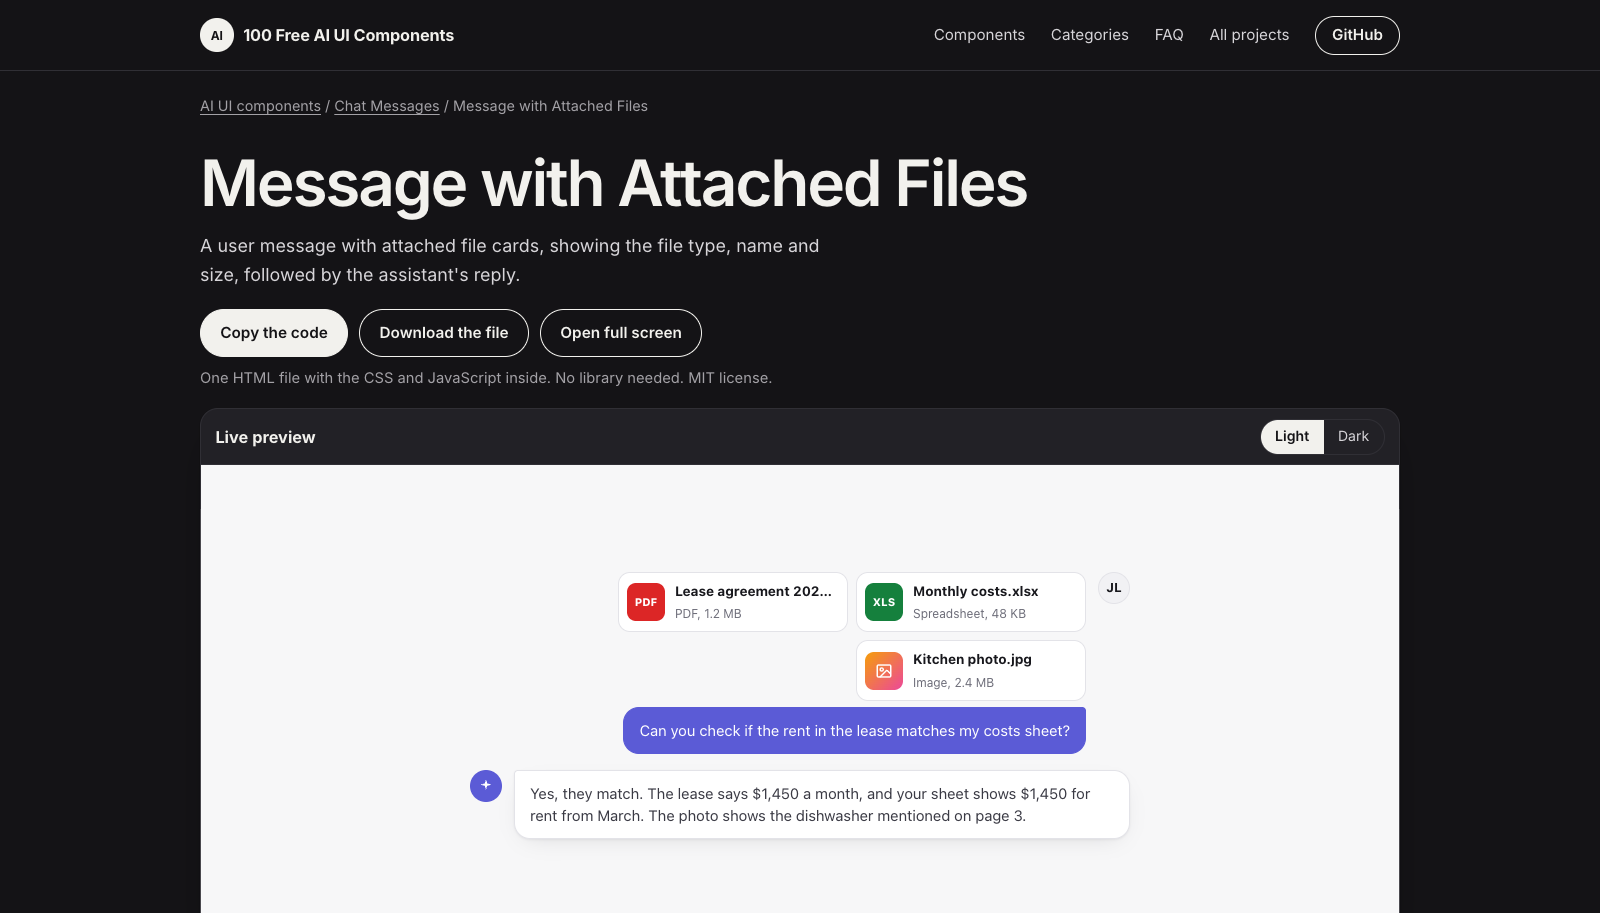 AI
100 Free AI UI Components
Components
Categories
FAQ
All projects
GitHub
AI UI components / Chat Messages / Message with Attached Files
Message with Attached Files
A user message with attached file cards, showing the file type, name and
size, followed by the assistant's reply.
Copy the code
Download the file
Open full screen
One HTML file with the CSS and JavaScript inside. No library needed. MIT license.
Live preview
Light
Dark
PDF
Lease agreement 202...
PDF, 1.2 MB
XLS
Monthly costs.xlsx
Spreadsheet, 48 KB
JL
Kitchen photo.jpg
Image, 2.4 MB
Can you check if the rent in the lease matches my costs sheet?
Yes, they match. The lease says $1,450 a month, and your sheet shows $1,450 for
rent from March. The photo shows the dishwasher mentioned on page 3.